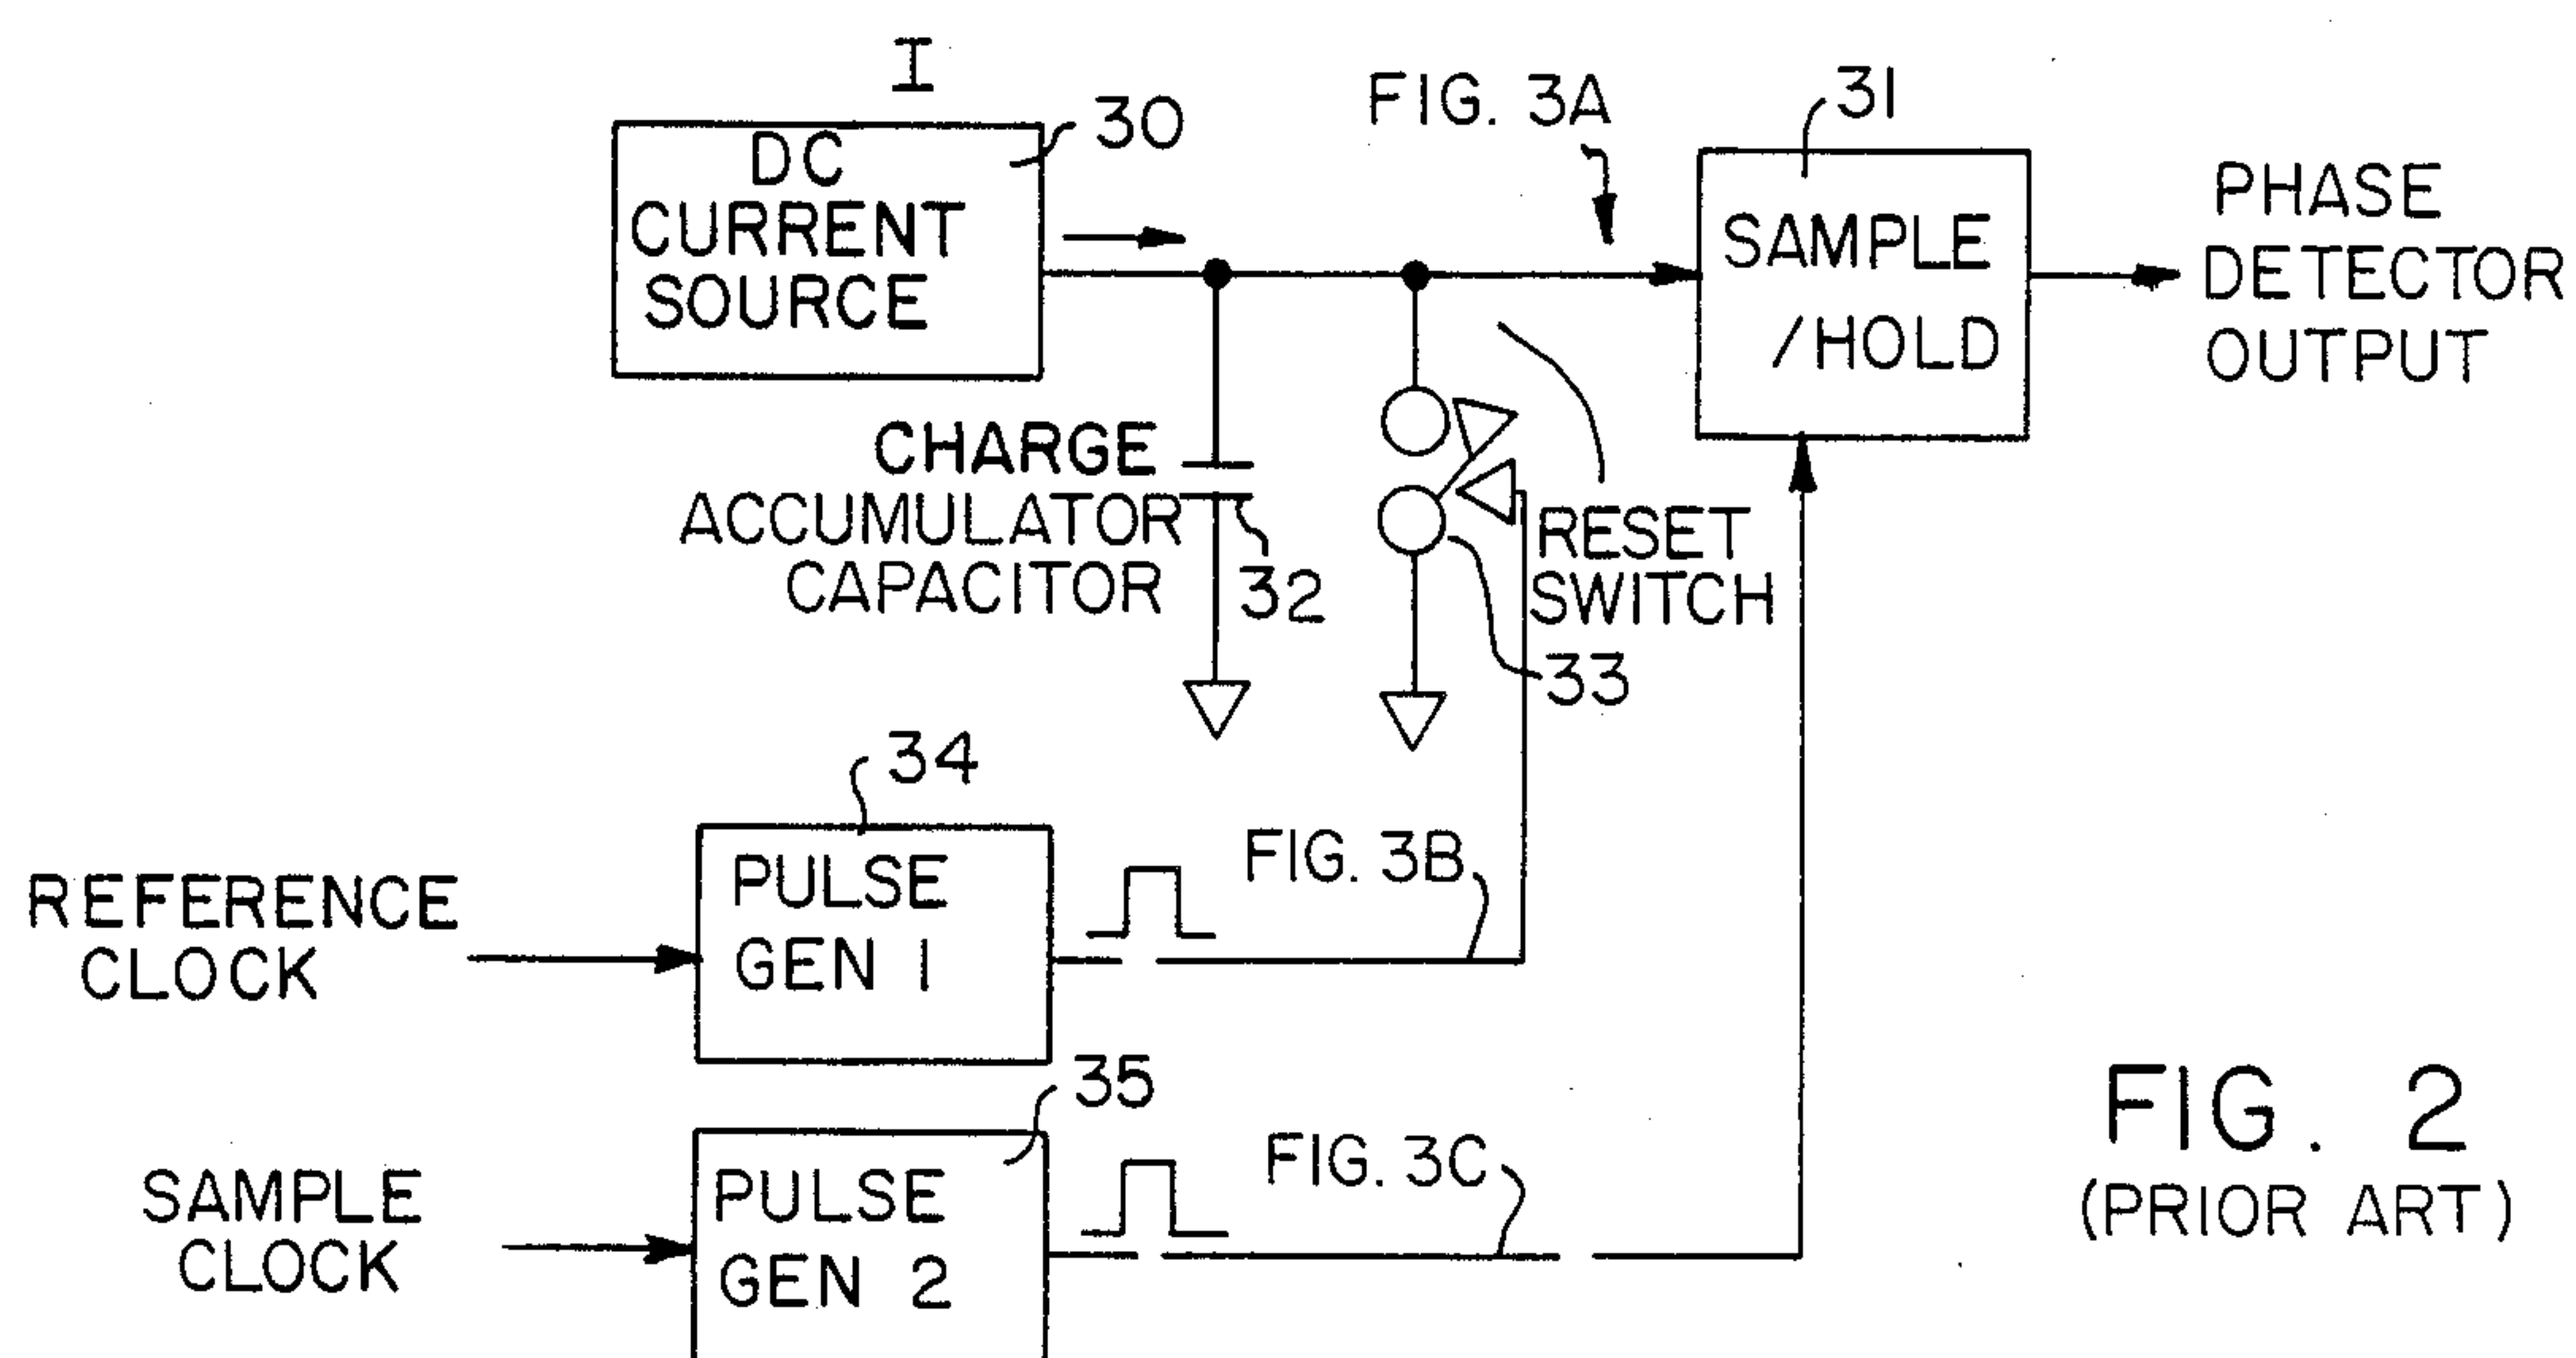 I
DC
CURRENT
SOURCE
30
FIG. 3A
31
SAMPLE
/HOLD
PHASE
DETECTOR
OUTPUT
CHARGE
ACCUMULATOR
CAPACITOR
32
RESET
SWITCH
33
REFERENCE
CLOCK
34
PULSE
GEN 1
FIG. 3B
SAMPLE
CLOCK
35
PULSE
GEN 2
FIG. 3C
FIG. 2
(PRIOR ART)